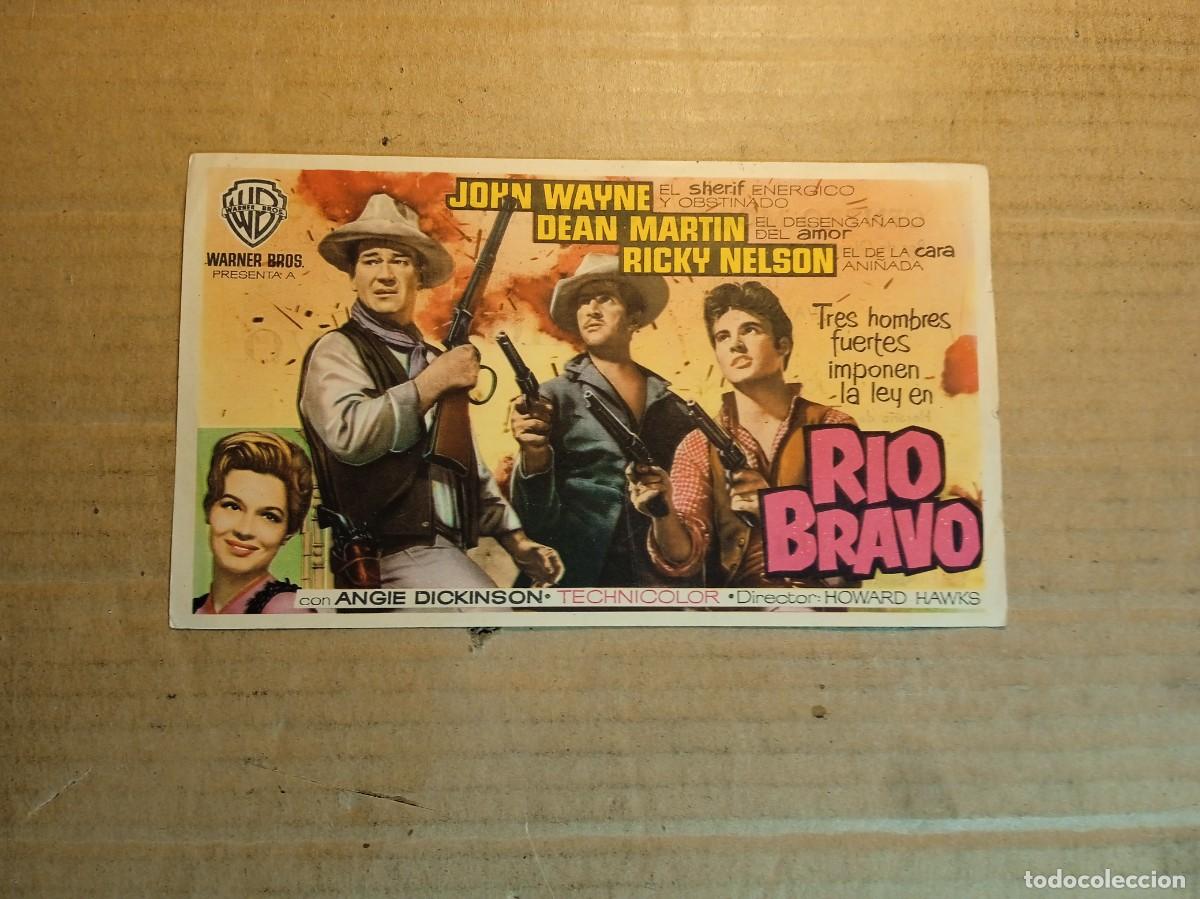 WB
WARNER BROS.
WARNER BROS.
PRESENTA A
JOHN WAYNE EL sherif ENERGICO
Y OBSTINADO
DEAN MARTIN EL DESENGAÑADO
DEL amor
RICKY NELSON EL DE LA cara
ANIÑADA
Tres hombres
fuertes
imponen
la ley en
RIO
BRAVO
con ANGIE DICKINSON • TECHNICOLOR • Director: HOWARD HAWKS
todocoleccion